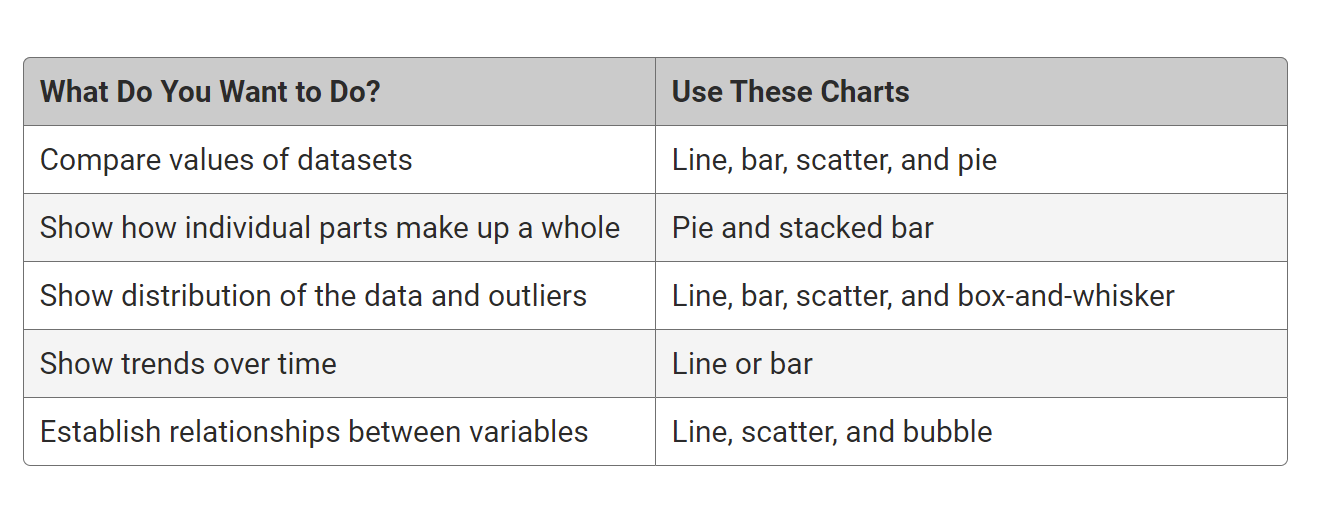 What Do You Want to Do? Use These Charts
Compare values of datasets Line, bar, scatter, and pie
Show how individual parts make up a whole Pie and stacked bar
Show distribution of the data and outliers Line, bar, scatter, and box-and-whisker
Show trends over time Line or bar
Establish relationships between variables Line, scatter, and bubble